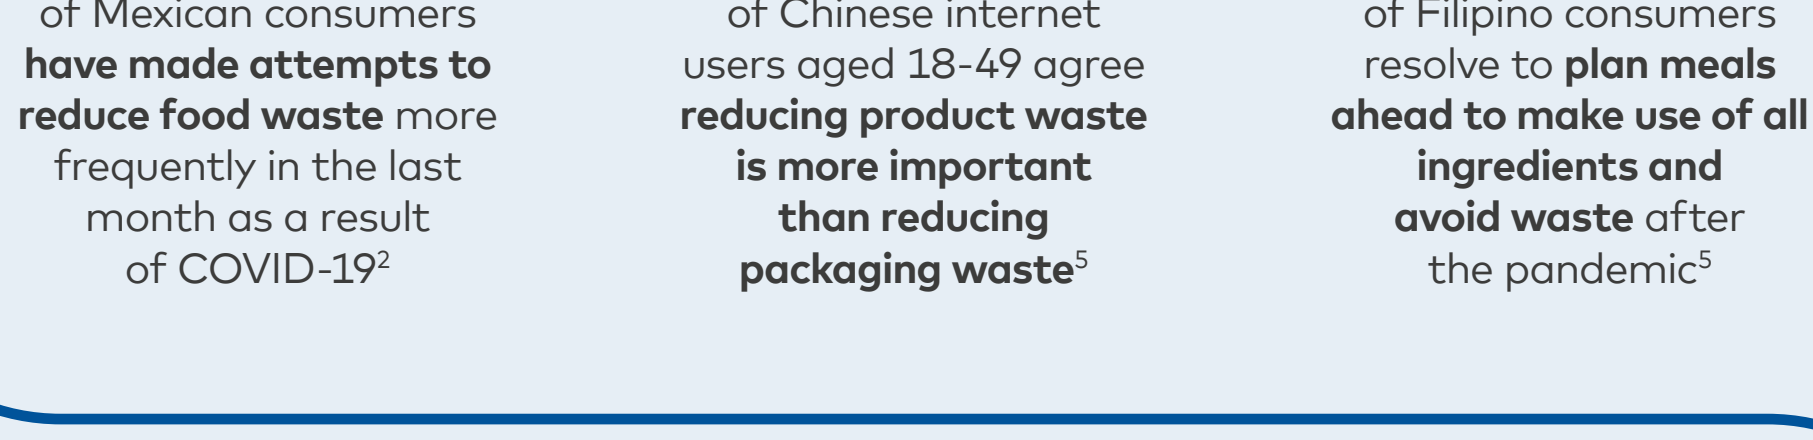 of Mexican consumers
have made attempts to
reduce food waste more
frequently in the last
month as a result
of COVID-19²
of Chinese internet
users aged 18-49 agree
reducing product waste
is more important
than reducing
packaging waste⁵
of Filipino consumers
resolve to plan meals
ahead to make use of all
ingredients and
avoid waste after
the pandemic⁵